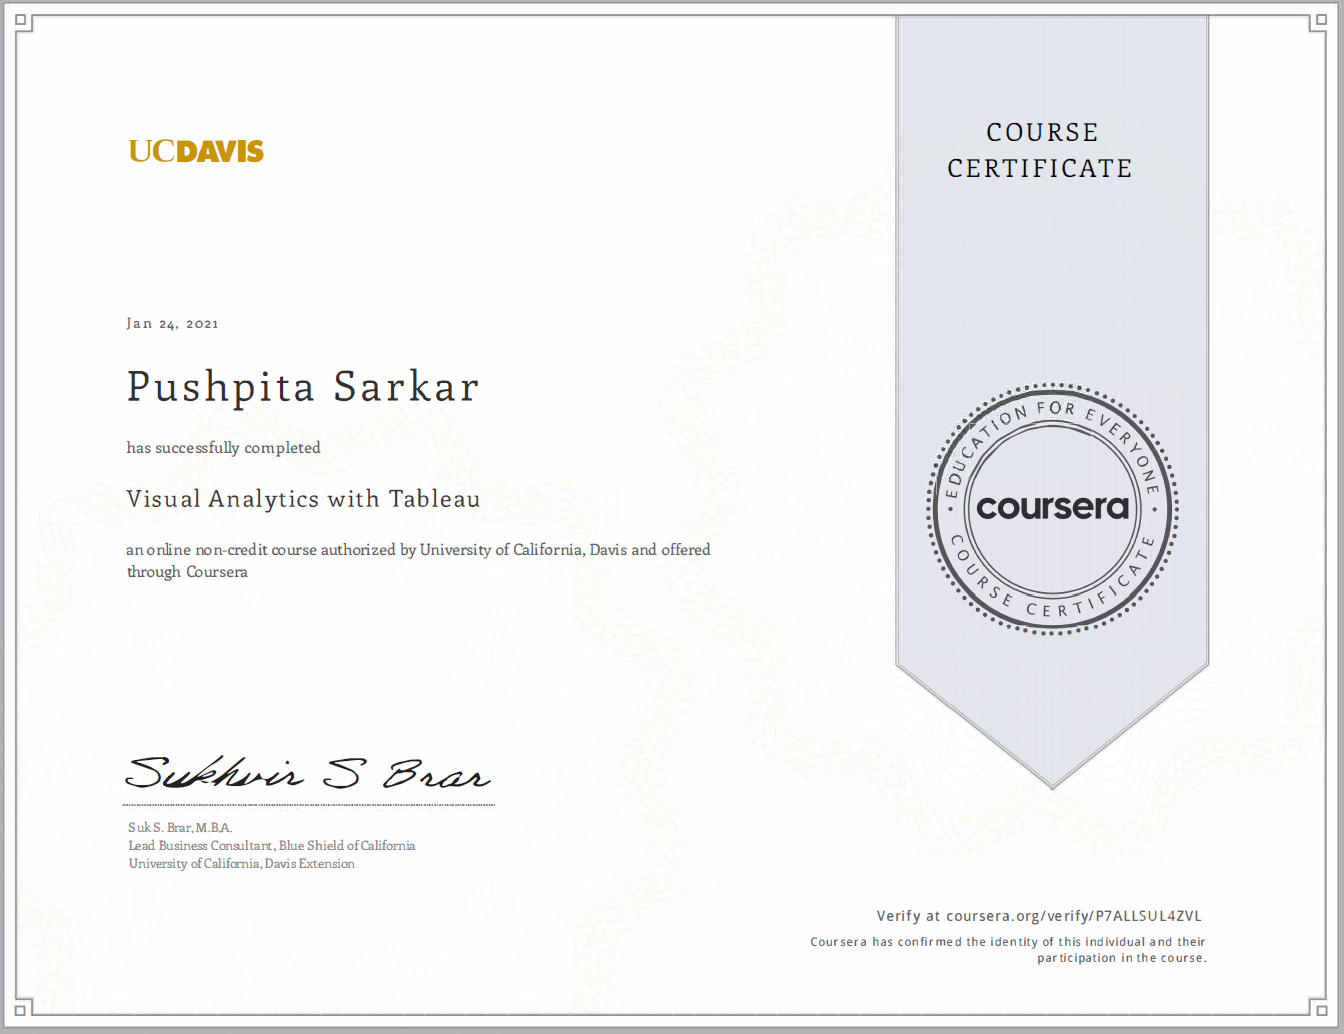 UCDAVIS
COURSE
CERTIFICATE
Jan 24, 2021
Pushpita Sarkar
has successfully completed
Visual Analytics with Tableau
an online non-credit course authorized by University of California, Davis and offered
through Coursera
EDUCATION FOR EVERYONE
coursera
COURSE CERTIFICATE
Sukhvir S Brar
Suk S. Brar, M.B.A.
Lead Business Consultant, Blue Shield of California
University of California, Davis Extension
Verify at coursera.org/verify/P7ALLSUL4ZVL
Coursera has confirmed the identity of this individual and their
participation in the course.